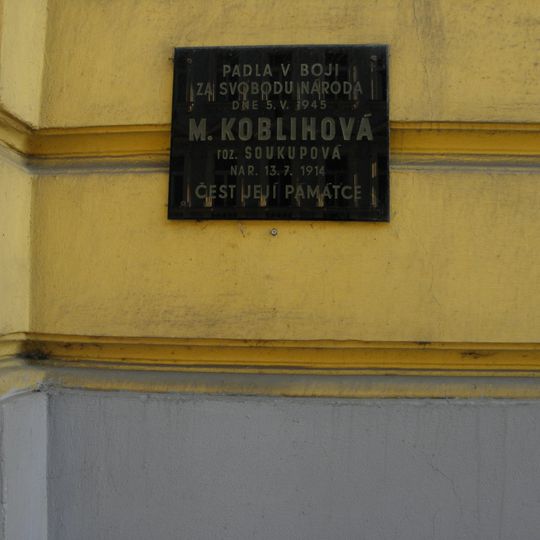 PADLA V BOJI
ZA SVOBODU NÁRODA
DNE 5.V. 1945
M. KOBLIHOVÁ
roz. SOUKUPOVÁ
NAR. 13.7. 1914
ČEST JEJÍ PAMÁTCE